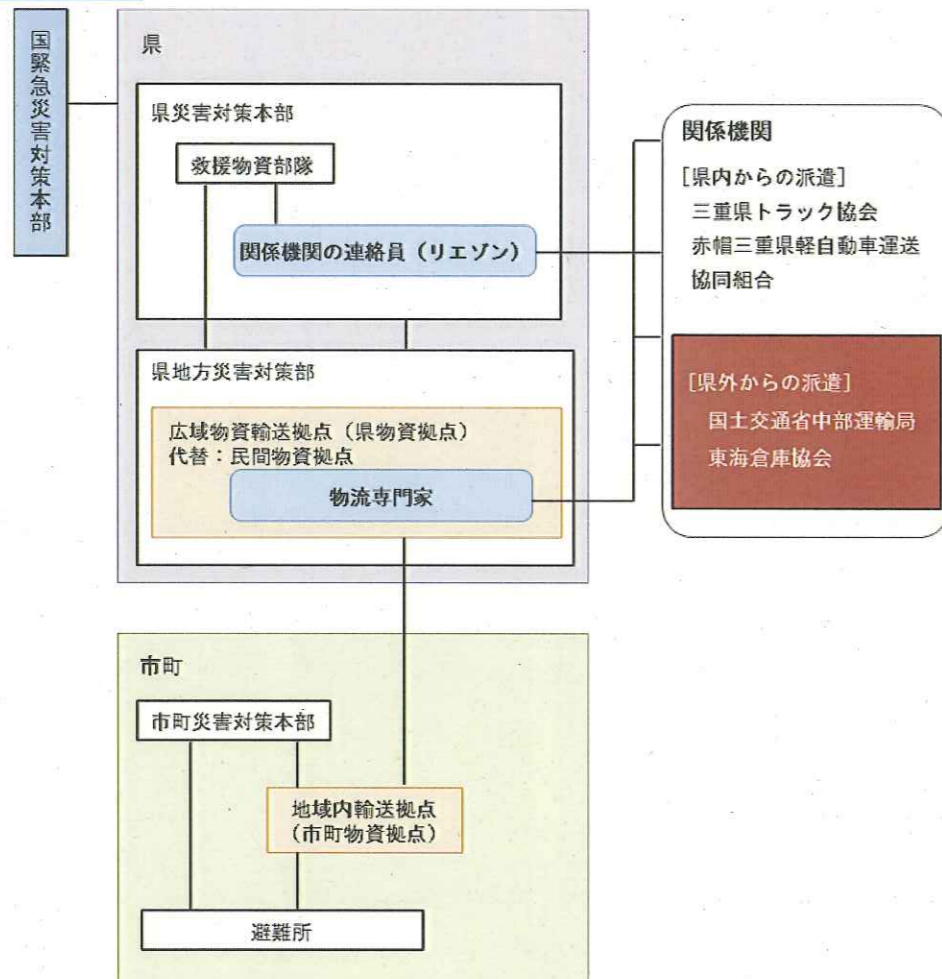 国緊急災害対策本部
県
県災害対策本部
救援物資部隊
関係機関の連絡員（リエゾン）
県地方災害対策部
広域物資輸送拠点（県物資拠点）
代替：民間物資拠点
物流専門家
関係機関
［県内からの派遣］
三重県トラック協会
赤帽三重県軽自動車運送
協同組合
［県外からの派遣］
国土交通省中部運輸局
東海倉庫協会
市町
市町災害対策本部
地域内輸送拠点
（市町物資拠点）
避難所